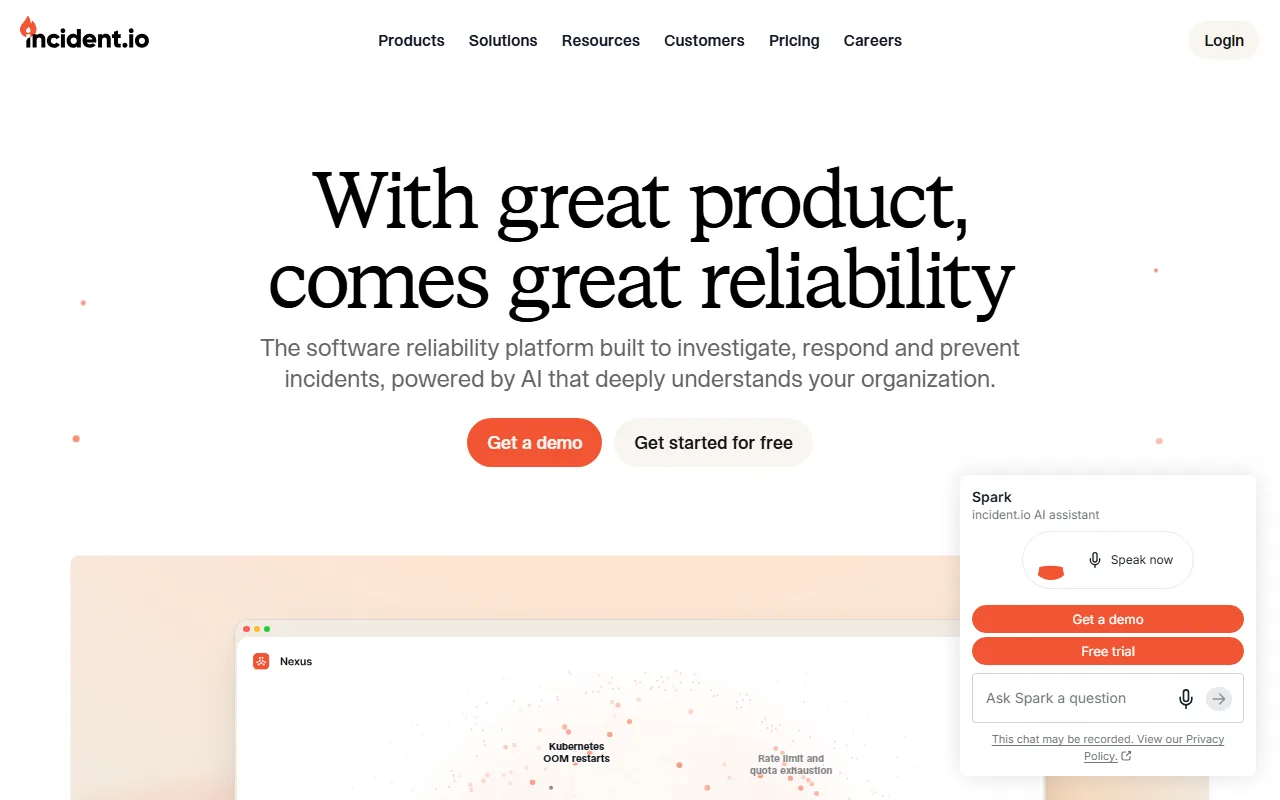 incident.io
Products
Solutions
Resources
Customers
Pricing
Careers
Login
With great product,
comes great reliability
The software reliability platform built to investigate, respond and prevent
incidents, powered by AI that deeply understands your organization.
Get a demo
Get started for free
Spark
incident.io AI assistant
Speak now
Get a demo
Free trial
Ask Spark a question
This chat may be recorded. View our Privacy
Policy.
Nexus
Kubernetes
OOM restarts
Rate limit and
quota exhaustion